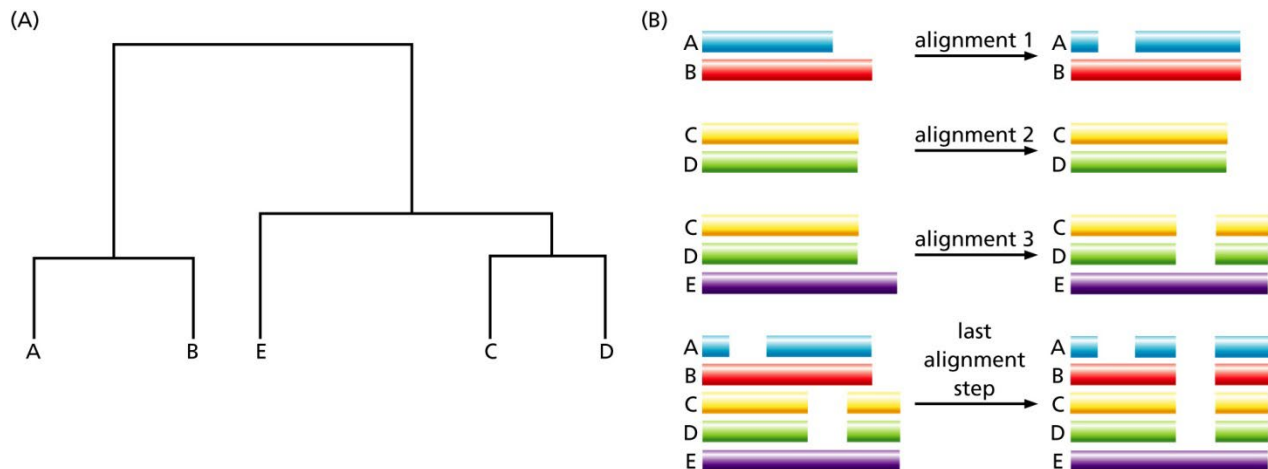 (A)
A B E C D
(B)
A
B
alignment 1
A
B
C
D
alignment 2
C
D
C
D
E
alignment 3
C
D
E
A
B
C
D
E
last
alignment
step
A
B
C
D
E